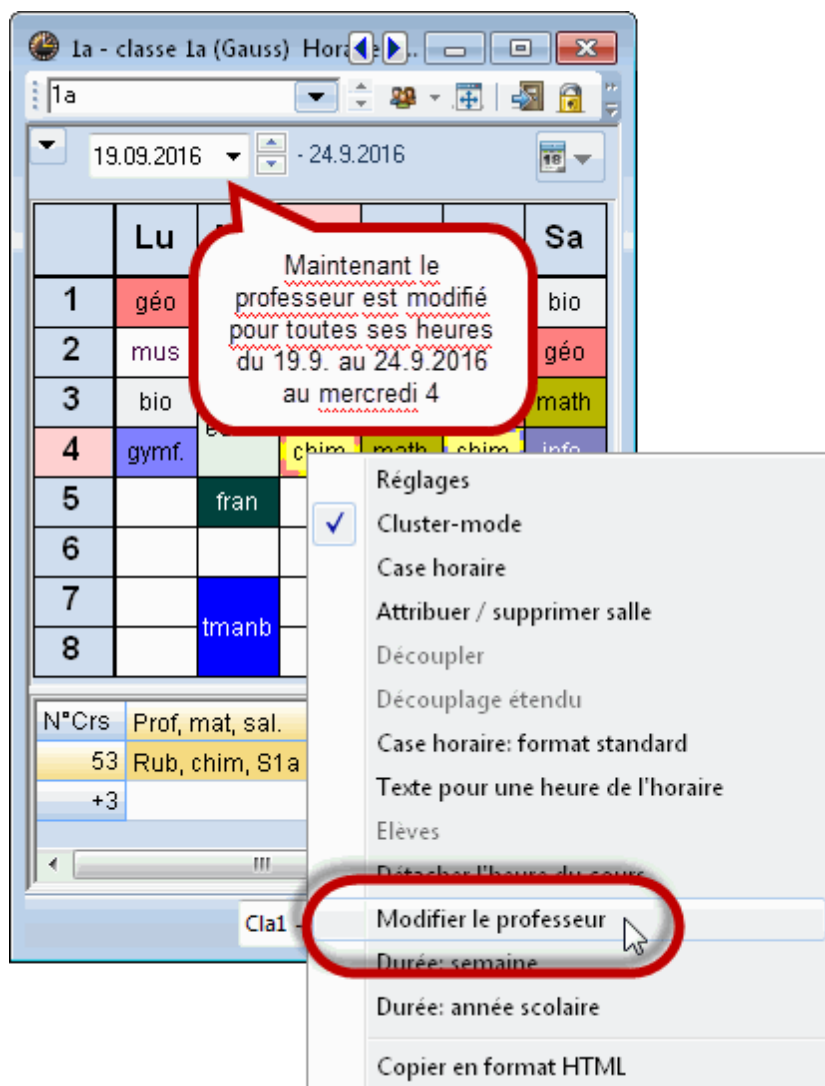 1a - classe 1a (Gauss) Hora
1a
19.09.2016 - 24.9.2016
18
Lu Sa
Maintenant le
professeur est modifié
pour toutes ses heures
du 19.9. au 24.9.2016
au mercredi 4
1 géo bio
2 mus géo
3 bio math
4 gymf. chim math chim info
5 fran
6
7
tmanb
8
N°Crs Prof, mat, sal.
53 Rub, chim, S1a
+3
Cla1 -
Réglages
Cluster-mode
Case horaire
Attribuer / supprimer salle
Découpler
Découplage étendu
Case horaire: format standard
Texte pour une heure de l'horaire
Elèves
Détacher l'heure du cours
Modifier le professeur
Durée: semaine
Durée: année scolaire
Copier en format HTML